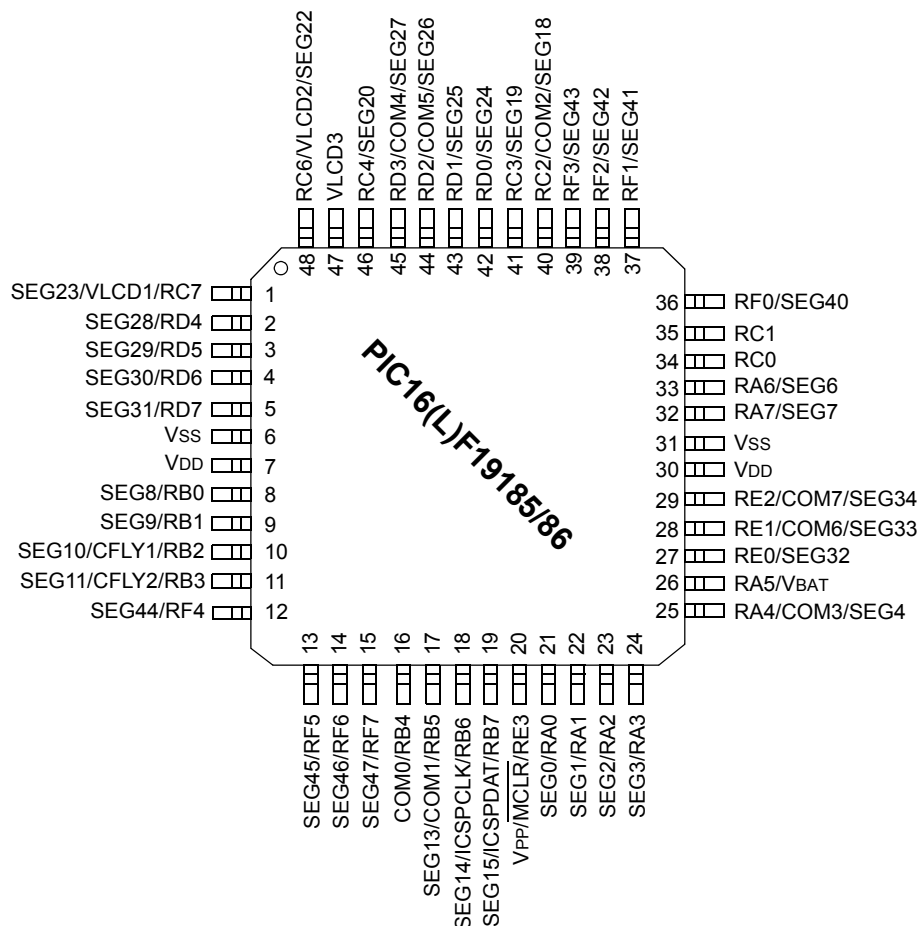 RC6/VLCD2/SEG22
VLCD3
RC4/SEG20
RD3/COM4/SEG27
RD2/COM5/SEG26
RD1/SEG25
RD0/SEG24
RC3/SEG19
RC2/COM2/SEG18
RF3/SEG43
RF2/SEG42
RF1/SEG41
48
47
46
45
44
43
42
41
40
39
38
37
SEG23/VLCD1/RC7 1
SEG28/RD4 2
SEG29/RD5 3
SEG30/RD6 4
SEG31/RD7 5
VSS 6
VDD 7
SEG8/RB0 8
SEG9/RB1 9
SEG10/CFLY1/RB2 10
SEG11/CFLY2/RB3 11
SEG44/RF4 12
PIC16(L)F19185/86
36 RF0/SEG40
35 RC1
34 RC0
33 RA6/SEG6
32 RA7/SEG7
31 VSS
30 VDD
29 RE2/COM7/SEG34
28 RE1/COM6/SEG33
27 RE0/SEG32
26 RA5/VBAT
25 RA4/COM3/SEG4
13
14
15
16
17
18
19
20
21
22
23
24
SEG45/RF5
SEG46/RF6
SEG47/RF7
COM0/RB4
SEG13/COM1/RB5
SEG14/ICSPCLK/RB6
SEG15/ICSPDAT/RB7
VPP/MCLR/RE3
SEG0/RA0
SEG1/RA1
SEG2/RA2
SEG3/RA3